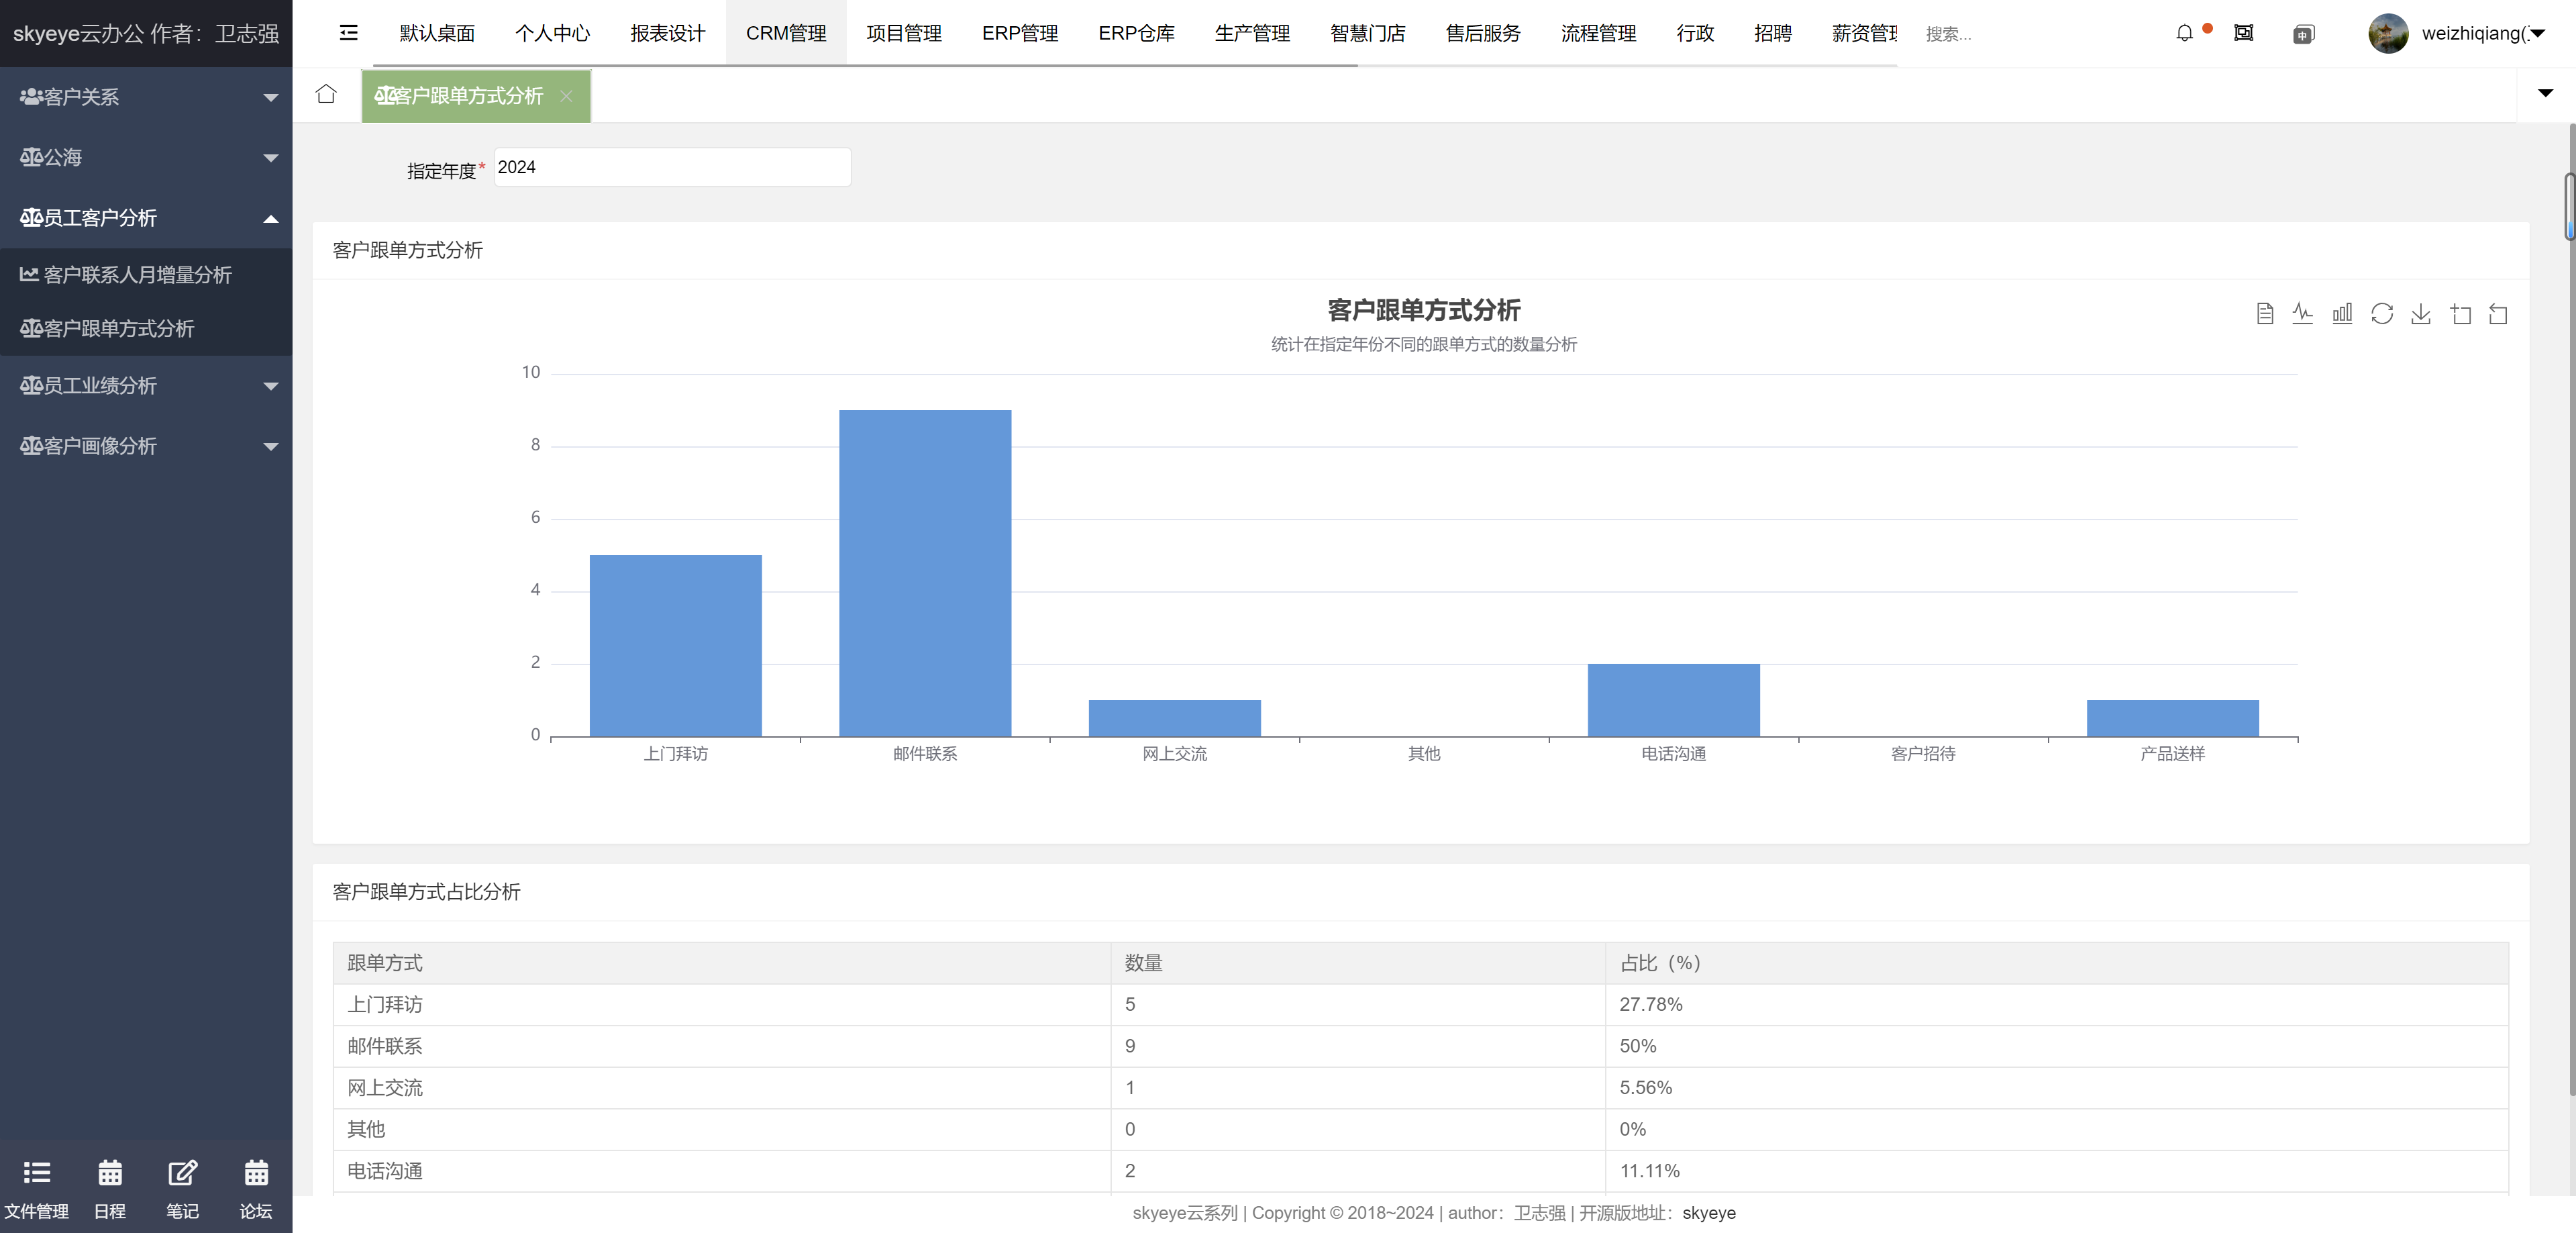 skyeye云办公 作者：卫志强
默认桌面 个人中心 报表设计 CRM管理 项目管理 ERP管理 ERP仓库 生产管理 智慧门店 售后服务 流程管理 行政 招聘 薪资管理 搜索... 中 weizhiqiang(
客户关系
公海
员工客户分析
客户联系人月增量分析
客户跟单方式分析
员工业绩分析
客户画像分析
文件管理 日程 笔记 论坛
客户跟单方式分析
指定年度* 2024
客户跟单方式分析
客户跟单方式分析
统计在指定年份不同的跟单方式的数量分析
10
8
6
4
2
0
上门拜访 邮件联系 网上交流 其他 电话沟通 客户招待 产品送样
客户跟单方式占比分析
跟单方式 数量 占比（%）
上门拜访 5 27.78%
邮件联系 9 50%
网上交流 1 5.56%
其他 0 0%
电话沟通 2 11.11%
skyeye云系列 | Copyright © 2018~2024 | author：卫志强 | 开源版地址：skyeye